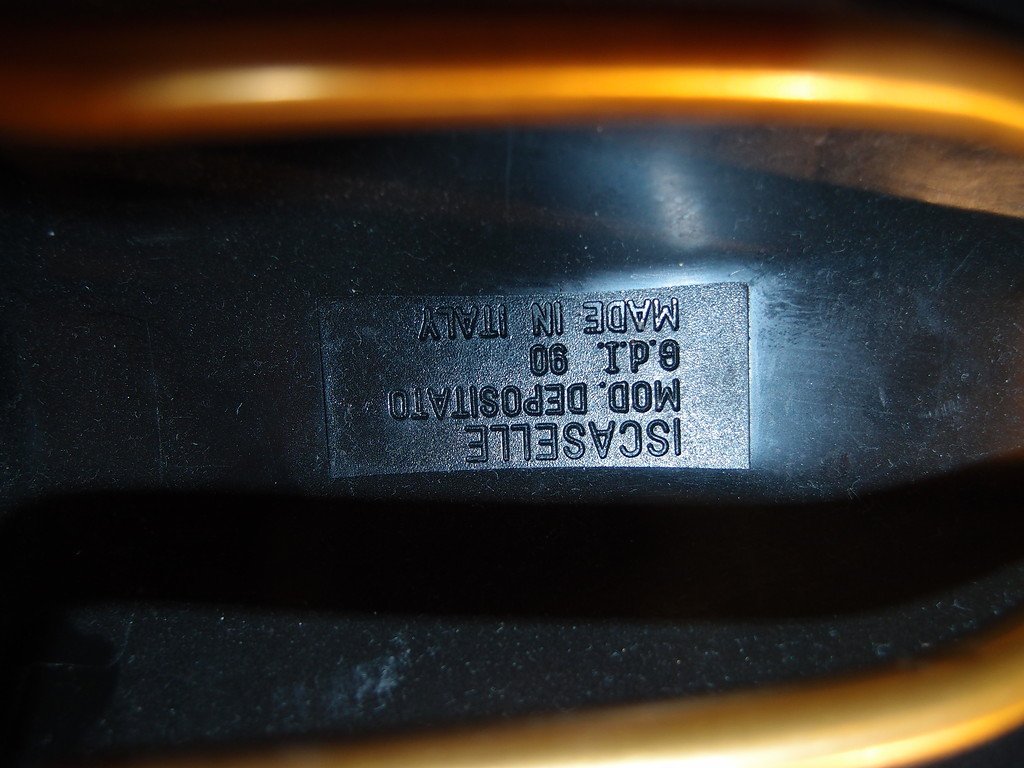 ISCASELLE
MOD. DEPOSITATO
G.d.I. 90
MADE IN ITALY